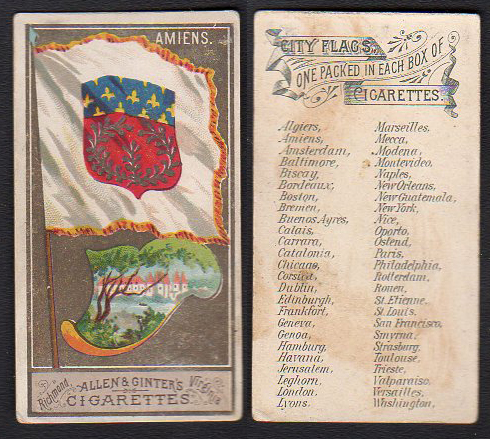 AMIENS.
Richmond ALLEN & GINTER'S Virginia
CIGARETTES
CITY FLAGS.
ONE PACKED IN EACH BOX OF
CIGARETTES.
Algiers, Marseilles,
Amiens, Mecca,
Amsterdam, Modena,
Baltimore, Montevideo,
Biscay, Naples,
Bordeaux, New Orleans,
Boston, New Guatemala,
Bremen, New York,
Buenos Ayres, Nice,
Calais, Oporto,
Carrara, Ostend,
Catalonia, Paris,
Chicago, Philadelphia,
Corsica, Rotterdam,
Dublin, Rouen,
Edinburgh, St. Etienne,
Frankfort, St. Louis,
Geneva, San Francisco,
Genoa, Smyrna,
Hamburg, Strasburg,
Havana, Toulouse,
Jerusalem, Trieste,
Leghorn, Valparaiso,
London, Versailles,
Lyons, Washington,